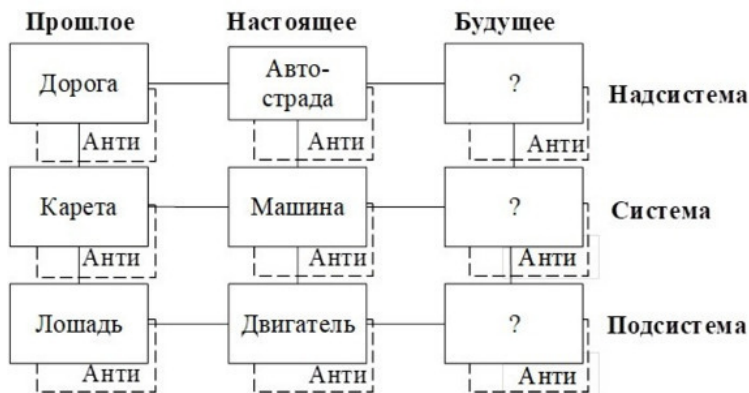 Прошлое Настоящее Будущее
Дорога Авто-
страда ? Надсистема
Анти Анти Анти
Карета Машина ? Система
Анти Анти Анти
Лошадь Двигатель ? Подсистема
Анти Анти Анти